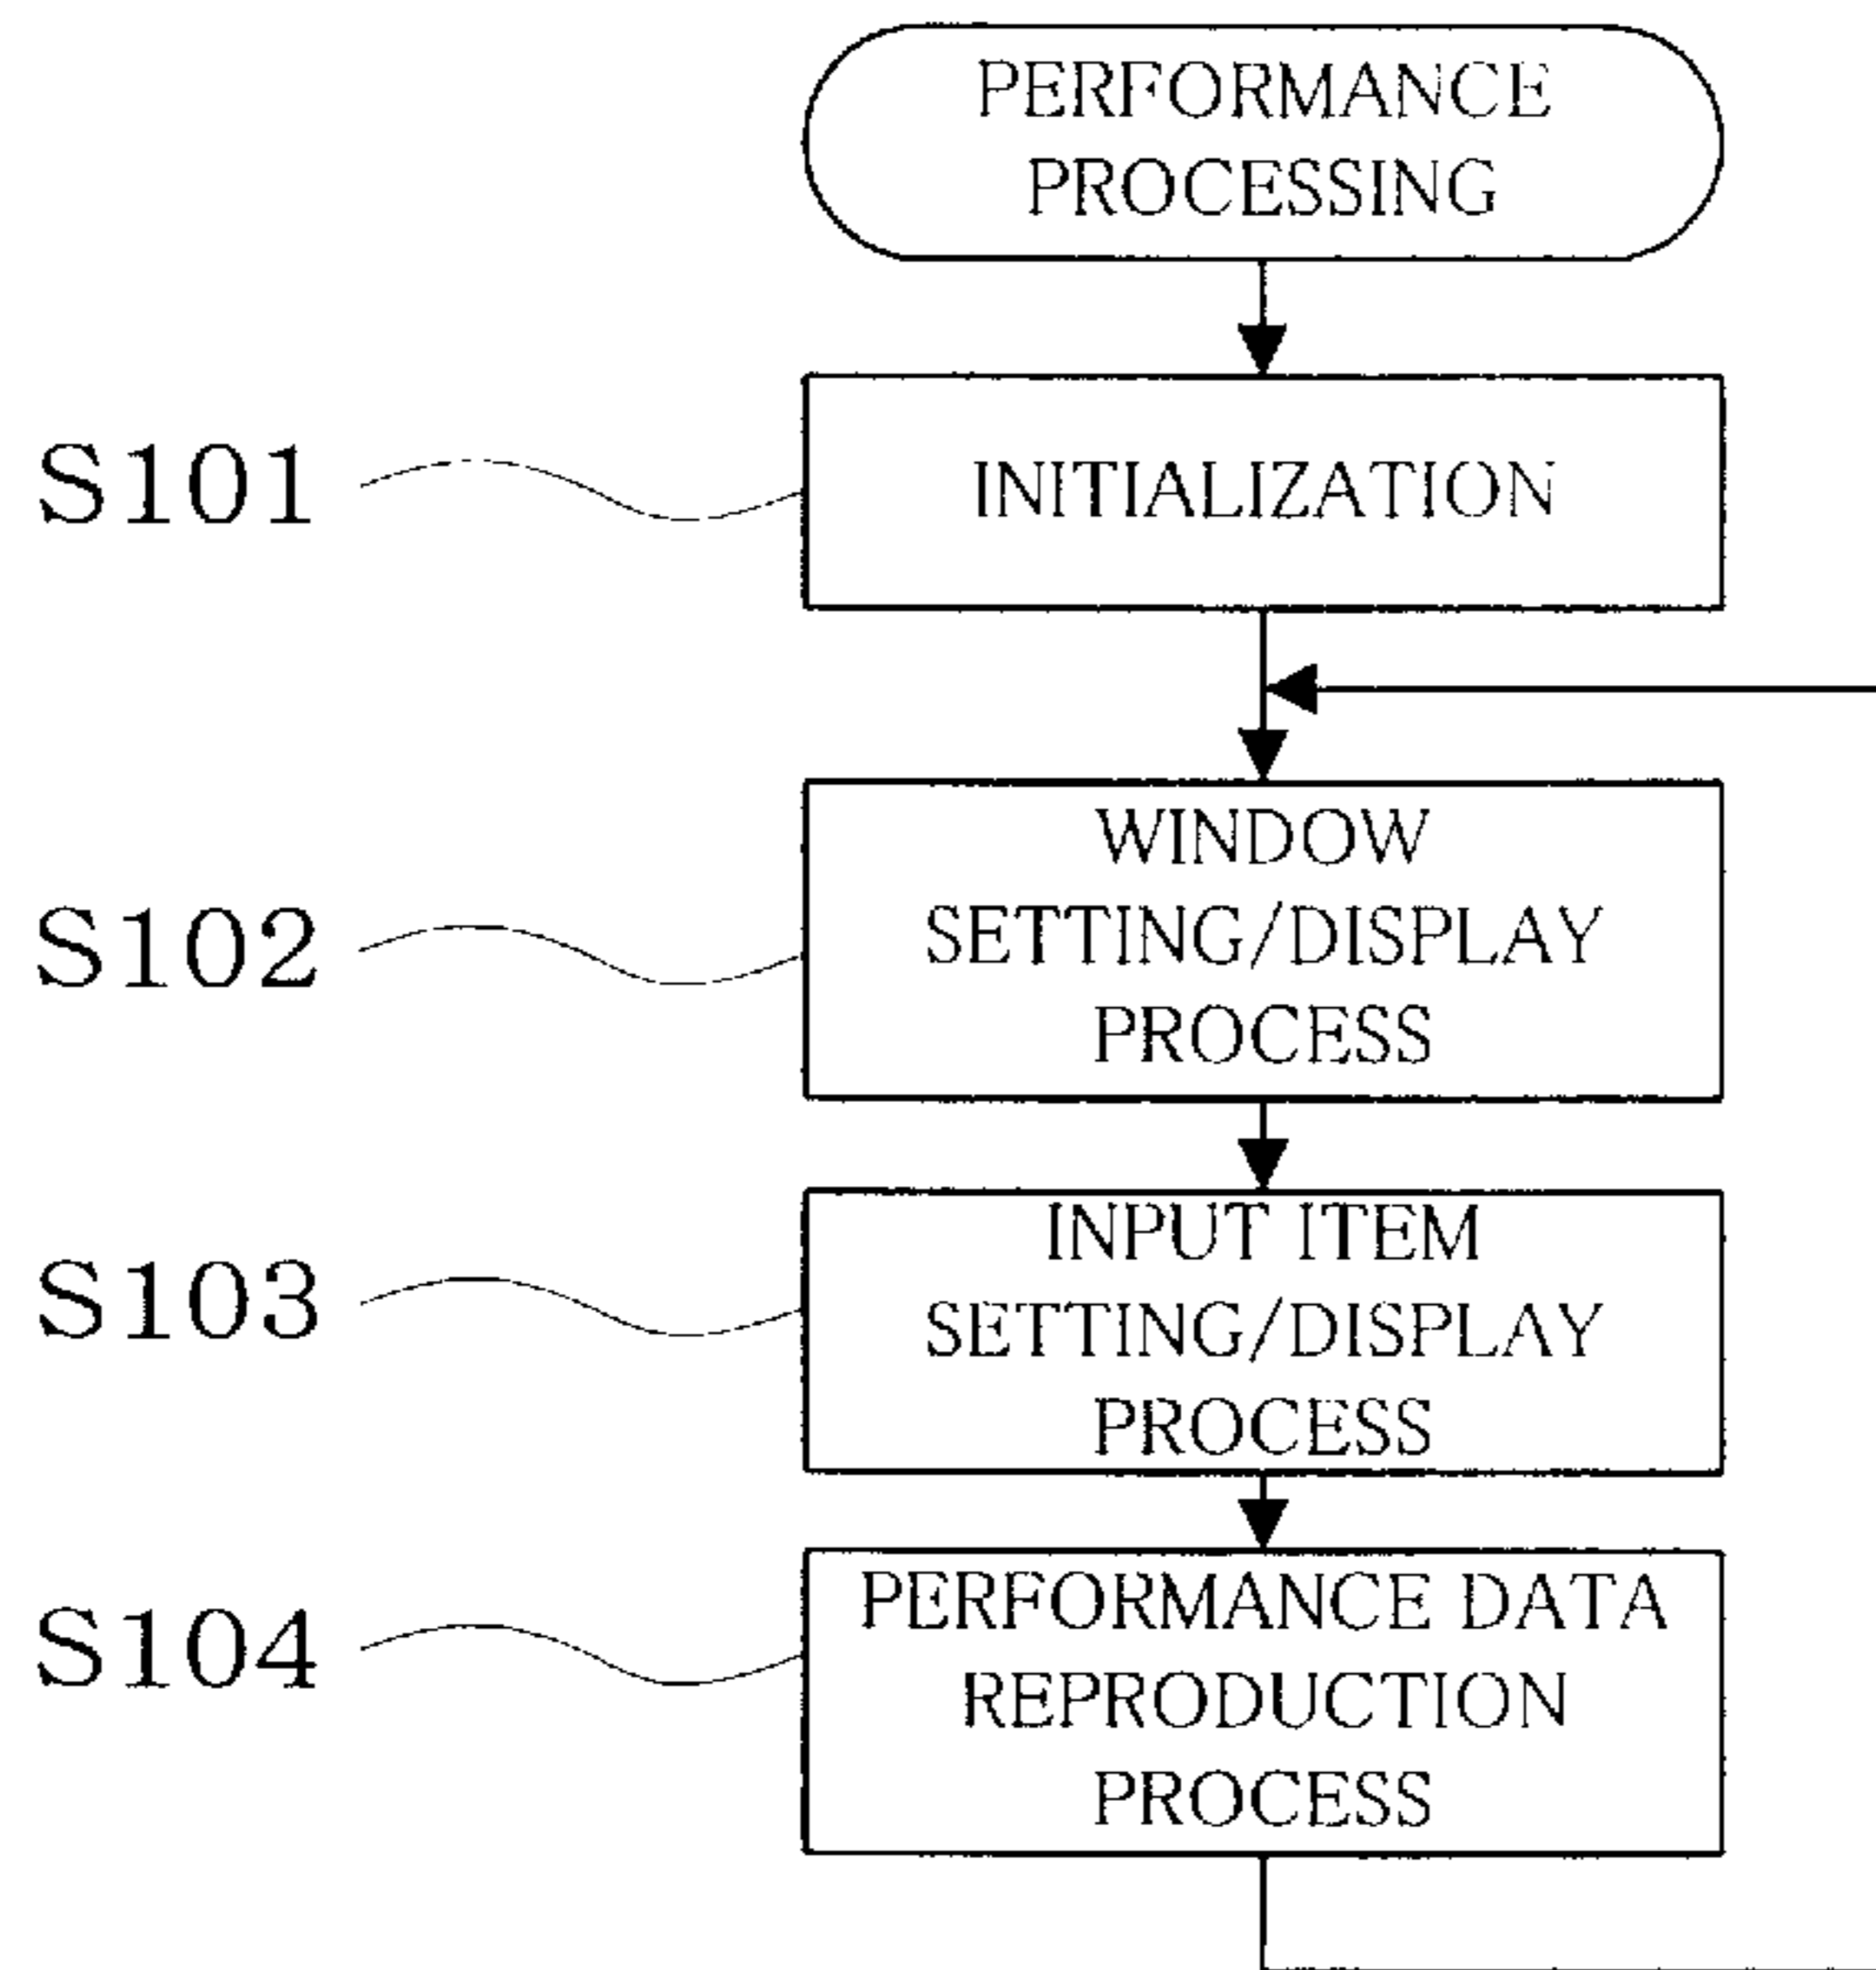 PERFORMANCE
PROCESSING
S101
INITIALIZATION
S102
WINDOW
SETTING/DISPLAY
PROCESS
S103
INPUT ITEM
SETTING/DISPLAY
PROCESS
S104
PERFORMANCE DATA
REPRODUCTION
PROCESS